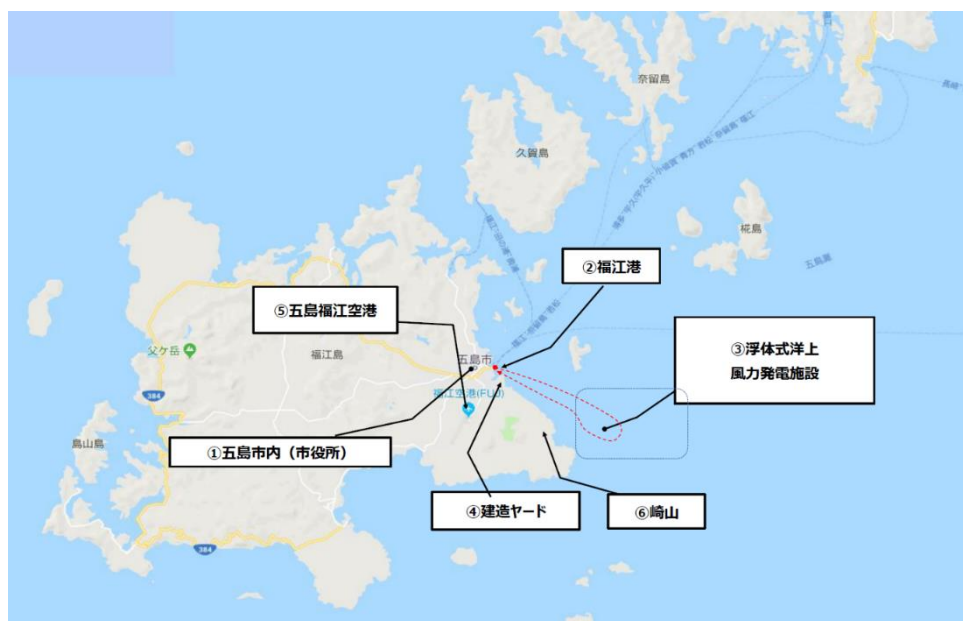 奈留島
久賀島
椛島
②福江港
⑤五島福江空港
父ケ岳
福江島
五島市
③浮体式洋上
風力発電施設
384
福江空港(FUJ)
島山島
①五島市内（市役所）
④建造ヤード
⑥崎山
384